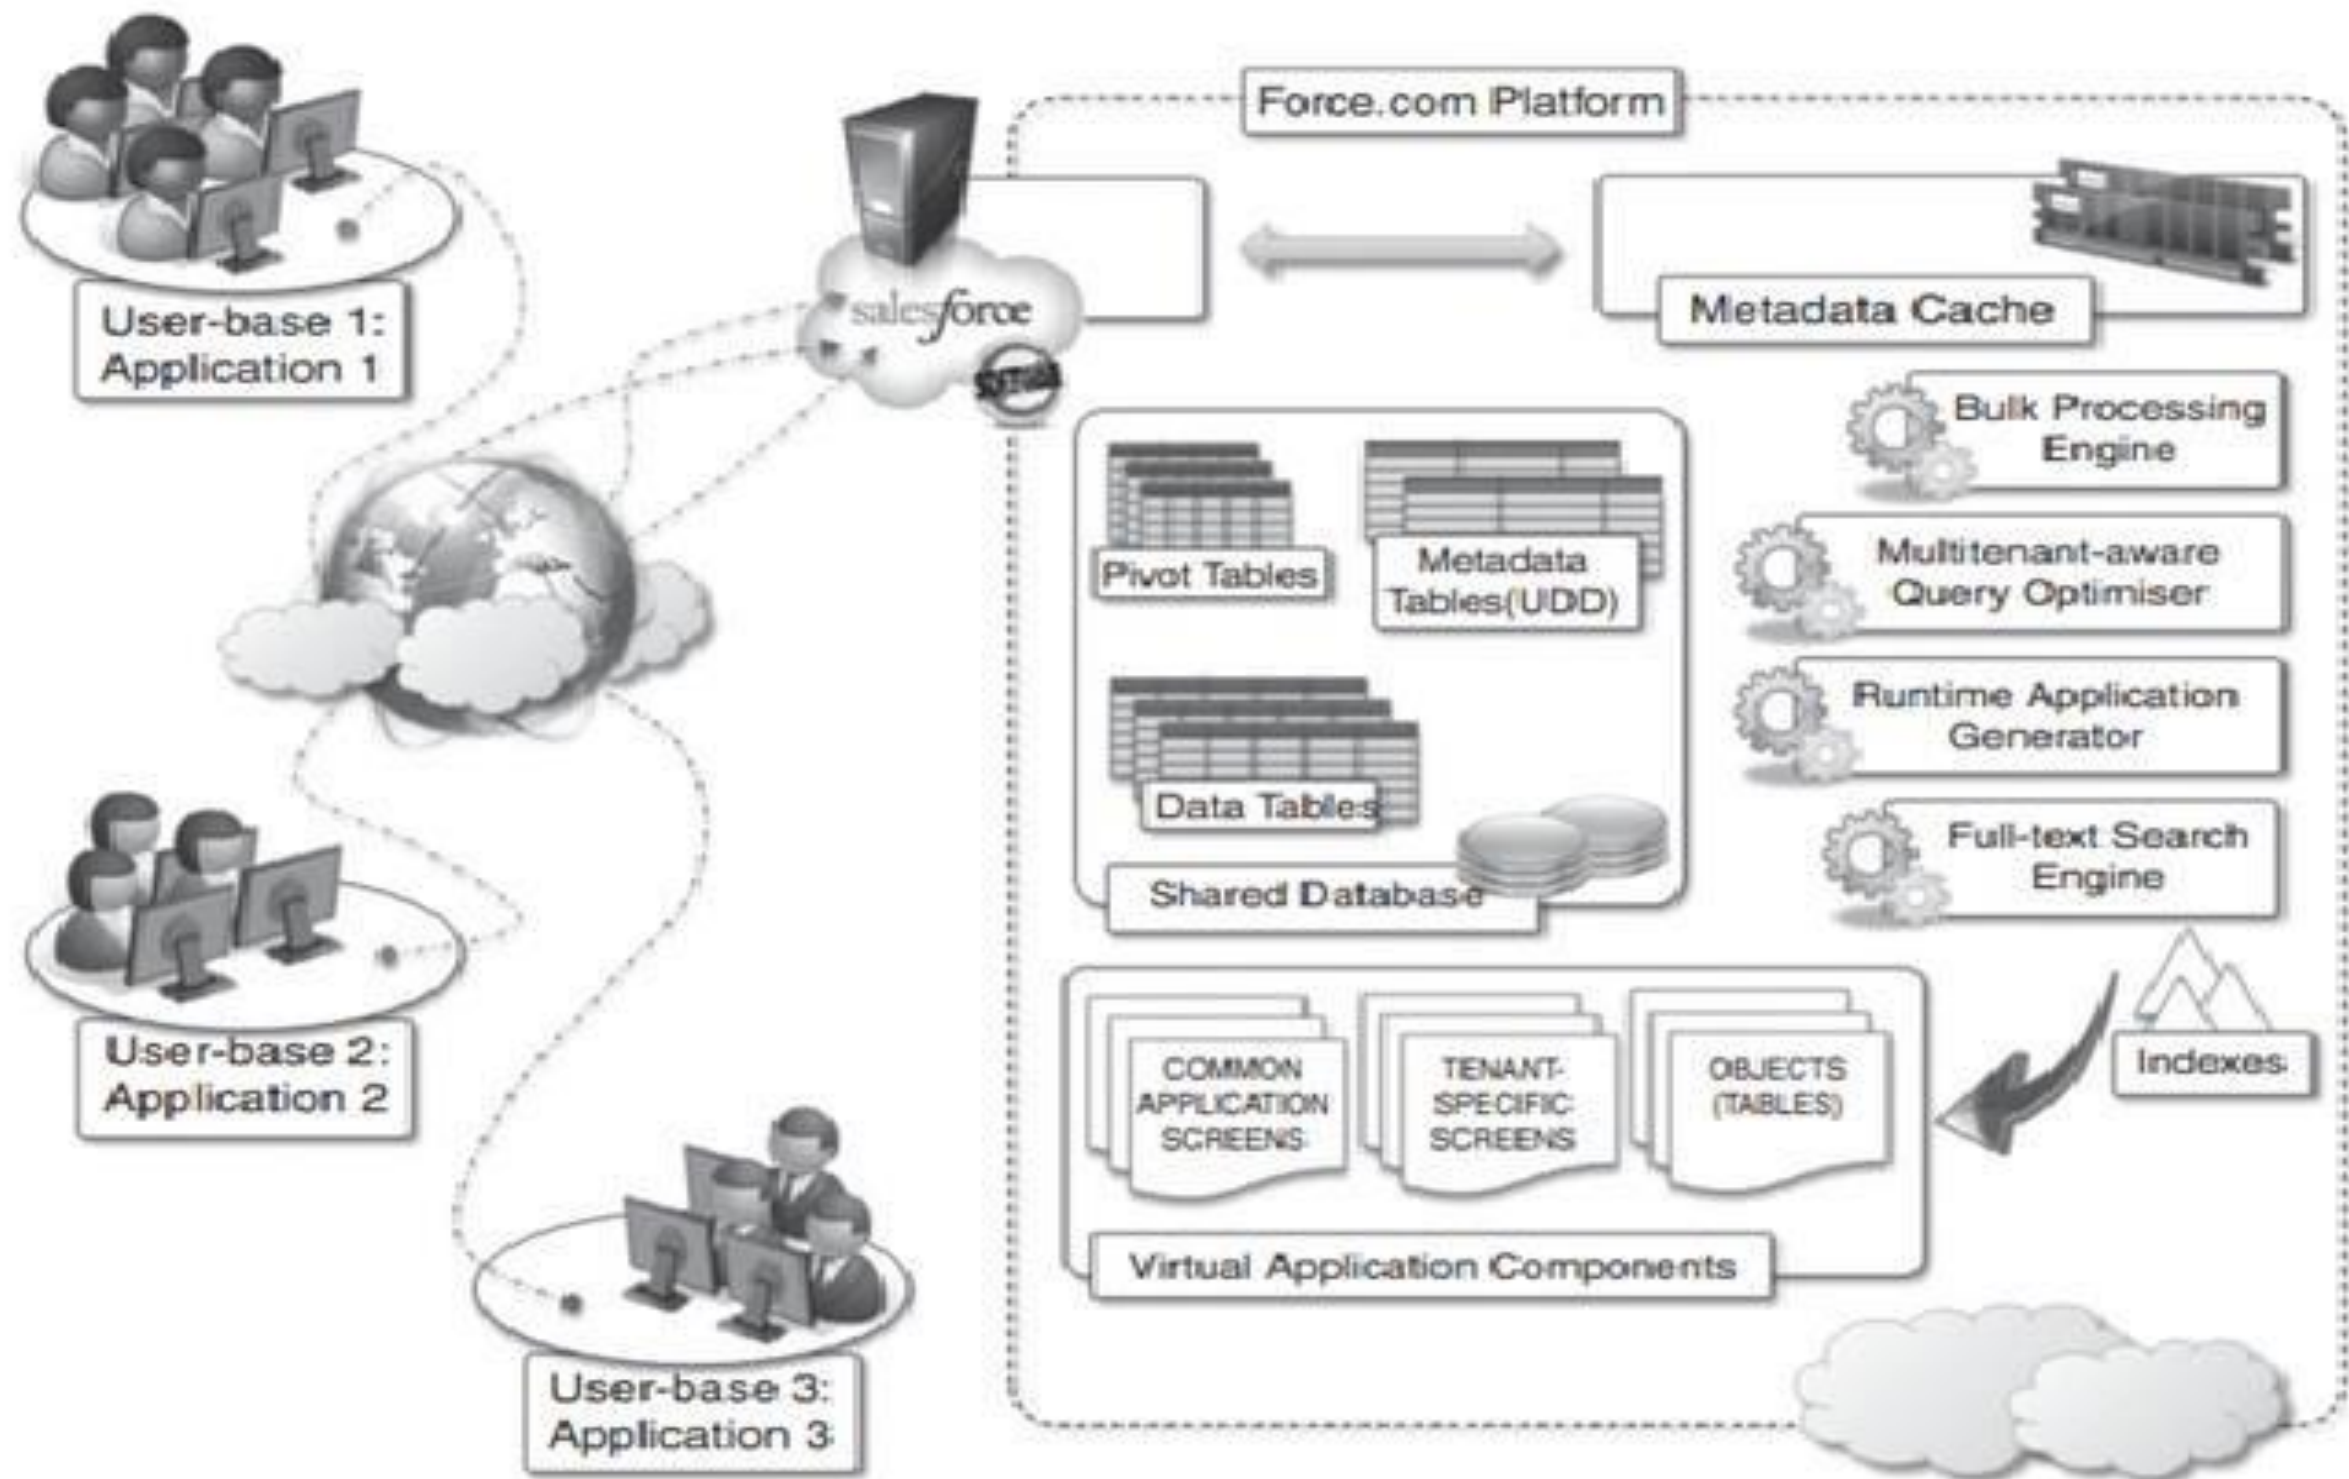 Force.com Platform
User-base 1:
Application 1
salesforce
Metadata Cache
Bulk Processing
Engine
Pivot Tables
Metadata
Tables(UDD)
Multitenant-aware
Query Optimiser
Runtime Application
Generator
Data Tables
Full-text Search
Engine
Shared Database
User-base 2:
Application 2
COMMON
APPLICATION
SCREENS
TENANT-
SPECIFIC
SCREENS
OBJECTS
(TABLES)
Indexes
Virtual Application Components
User-base 3:
Application 3